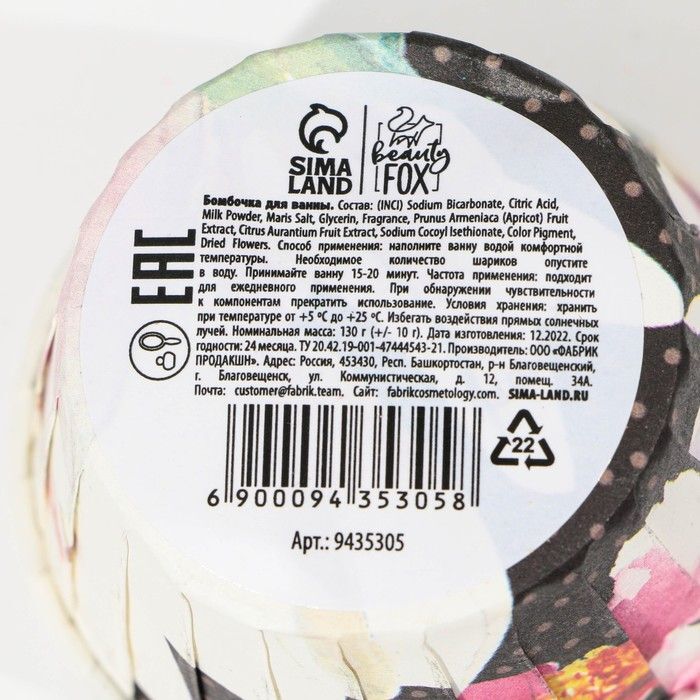 SIMA
LAND
beauty
FOX
Бомбочка для ванны. Состав: (INCI) Sodium Bicarbonate, Citric Acid,
Milk Powder, Maris Salt, Glycerin, Fragrance, Prunus Armeniaca (Apricot) Fruit
Extract, Citrus Aurantium Fruit Extract, Sodium Cocoyl Isethionate, Color Pigment,
Dried Flowers. Способ применения: наполните ванну водой комфортной
температуры. Необходимое количество шариков опустите
в воду. Принимайте ванну 15-20 минут. Частота применения: подходит
для ежедневного применения. При обнаружении чувствительности
к компонентам прекратить использование. Условия хранения: хранить
при температуре от +5 ºC до +25 ºC. Избегать воздействия прямых солнечных
лучей. Номинальная масса: 130 г (+/- 10 г). Дата изготовления: 12.2022. Срок
годности: 24 месяца. ТУ 20.42.19-001-47444543-21. Производитель: ООО «ФАБРИК
ПРОДАКШН». Адрес: Россия, 453430, Респ. Башкортостан, р-н Благовещенский,
г. Благовещенск, ул. Коммунистическая, д. 12, помещ. 34А.
Почта: customer@fabrik.team. Сайт: fabrikcosmetology.com. SIMA-LAND.RU
EAC
22
6 900094 353058
Арт.: 9435305